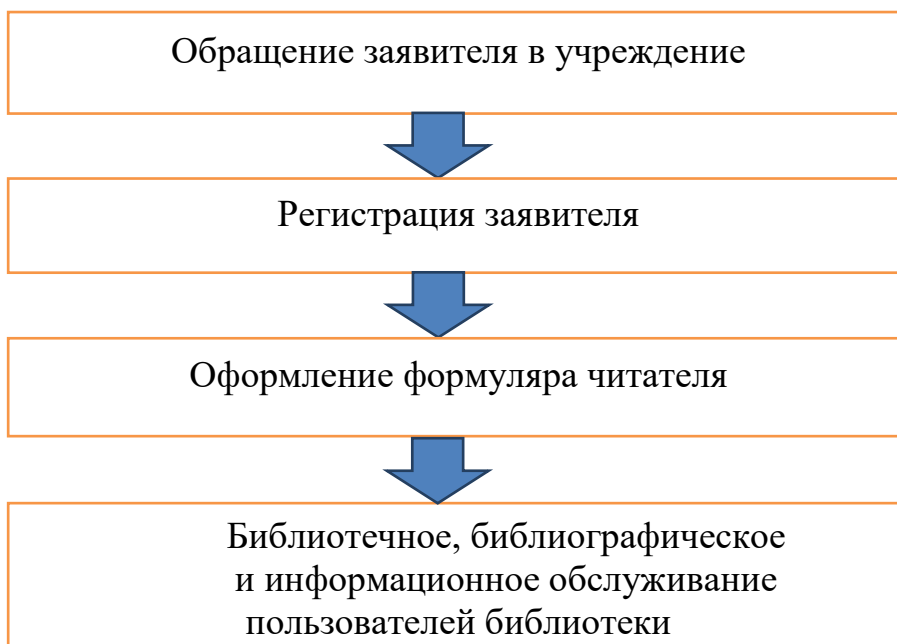 Обращение заявителя в учреждение
Регистрация заявителя
Оформление формуляра читателя
Библиотечное, библиографическое
и информационное обслуживание
пользователей библиотеки